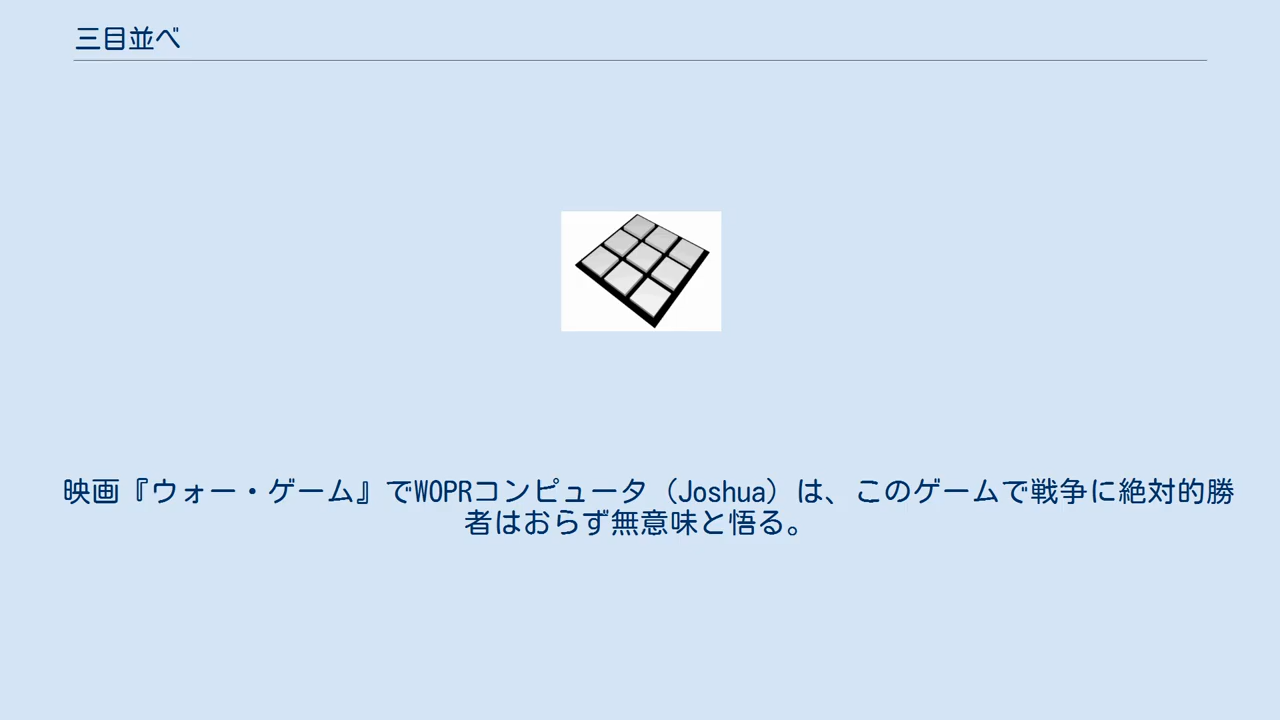 三目並べ
映画『ウォー・ゲーム』でWOPRコンピュータ（Joshua）は、このゲームで戦争に絶対的勝
者はおらず無意味と悟る。